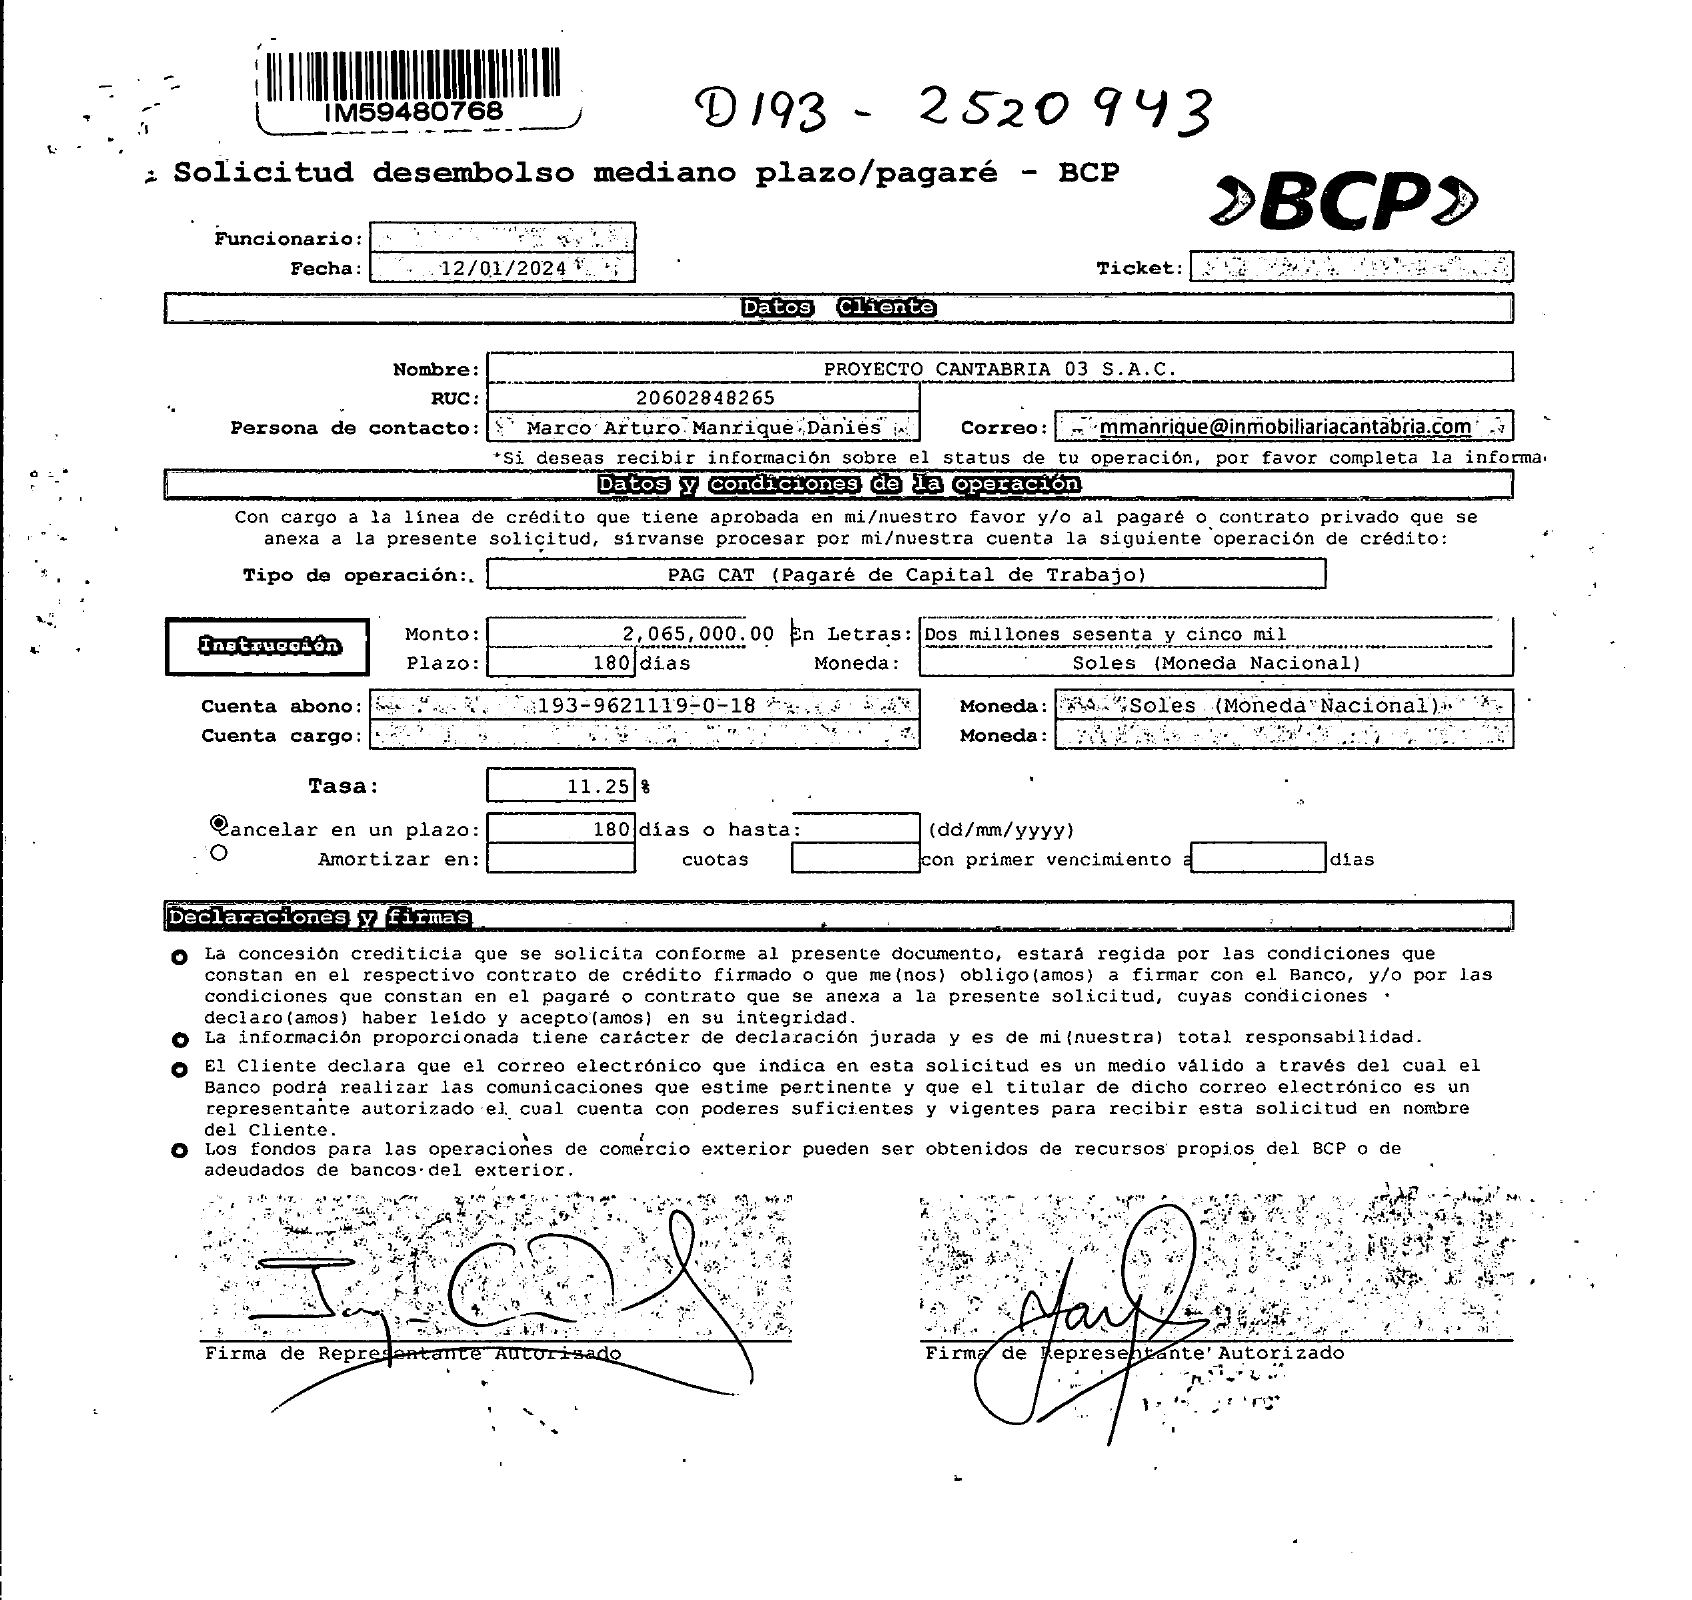 IM59480768
D193 - 2520943
Solicitud desembolso mediano plazo/pagaré - BCP
BCP
Funcionario:
Fecha: 12/01/2024
Ticket:
Datos Cliente
Nombre: PROYECTO CANTABRIA 03 S.A.C.
RUC: 20602848265
Persona de contacto: Marco Arturo Manrique Danies Correo: mmanrique@inmobiliariacantabria.com
*Si deseas recibir información sobre el status de tu operación, por favor completa la informa
Datos y condiciones de la operación
Con cargo a la línea de crédito que tiene aprobada en mi/nuestro favor y/o al pagaré o contrato privado que se
anexa a la presente solicitud, sírvanse procesar por mi/nuestra cuenta la siguiente operación de crédito:
Tipo de operación: PAG CAT (Pagaré de Capital de Trabajo)
Instrucción
Monto: 2,065,000.00 En Letras: Dos millones sesenta y cinco mil
Plazo: 180 días Moneda: Soles (Moneda Nacional)
Cuenta abono: 193-9621119-0-18 Moneda: Soles (Moneda Nacional)
Cuenta cargo: Moneda:
Tasa: 11.25 %
Cancelar en un plazo: 180 días o hasta: (dd/mm/yyyy)
Amortizar en: cuotas con primer vencimiento a días
Declaraciones y firmas
La concesión crediticia que se solicita conforme al presente documento, estará regida por las condiciones que
constan en el respectivo contrato de crédito firmado o que me(nos) obligo(amos) a firmar con el Banco, y/o por las
condiciones que constan en el pagaré o contrato que se anexa a la presente solicitud, cuyas condiciones
declaro(amos) haber leído y acepto(amos) en su integridad.
La información proporcionada tiene carácter de declaración jurada y es de mi(nuestra) total responsabilidad.
El Cliente declara que el correo electrónico que indica en esta solicitud es un medio válido a través del cual el
Banco podrá realizar las comunicaciones que estime pertinente y que el titular de dicho correo electrónico es un
representante autorizado el cual cuenta con poderes suficientes y vigentes para recibir esta solicitud en nombre
del Cliente.
Los fondos para las operaciones de comercio exterior pueden ser obtenidos de recursos propios del BCP o de
adeudados de bancos del exterior.
Firma de Representante Autorizado
Firma de Representante Autorizado